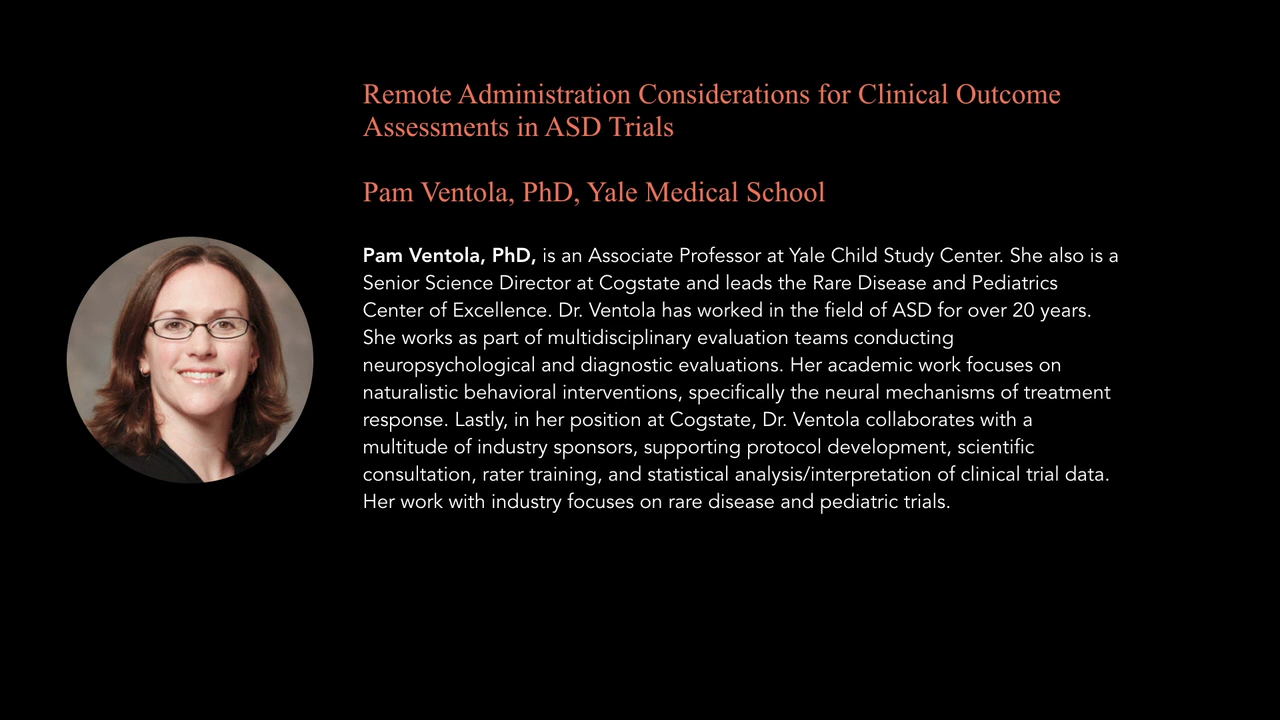 Remote Administration Considerations for Clinical Outcome
Assessments in ASD Trials
Pam Ventola, PhD, Yale Medical School
Pam Ventola, PhD, is an Associate Professor at Yale Child Study Center. She also is a
Senior Science Director at Cogstate and leads the Rare Disease and Pediatrics
Center of Excellence. Dr. Ventola has worked in the field of ASD for over 20 years.
She works as part of multidisciplinary evaluation teams conducting
neuropsychological and diagnostic evaluations. Her academic work focuses on
naturalistic behavioral interventions, specifically the neural mechanisms of treatment
response. Lastly, in her position at Cogstate, Dr. Ventola collaborates with a
multitude of industry sponsors, supporting protocol development, scientific
consultation, rater training, and statistical analysis/interpretation of clinical trial data.
Her work with industry focuses on rare disease and pediatric trials.